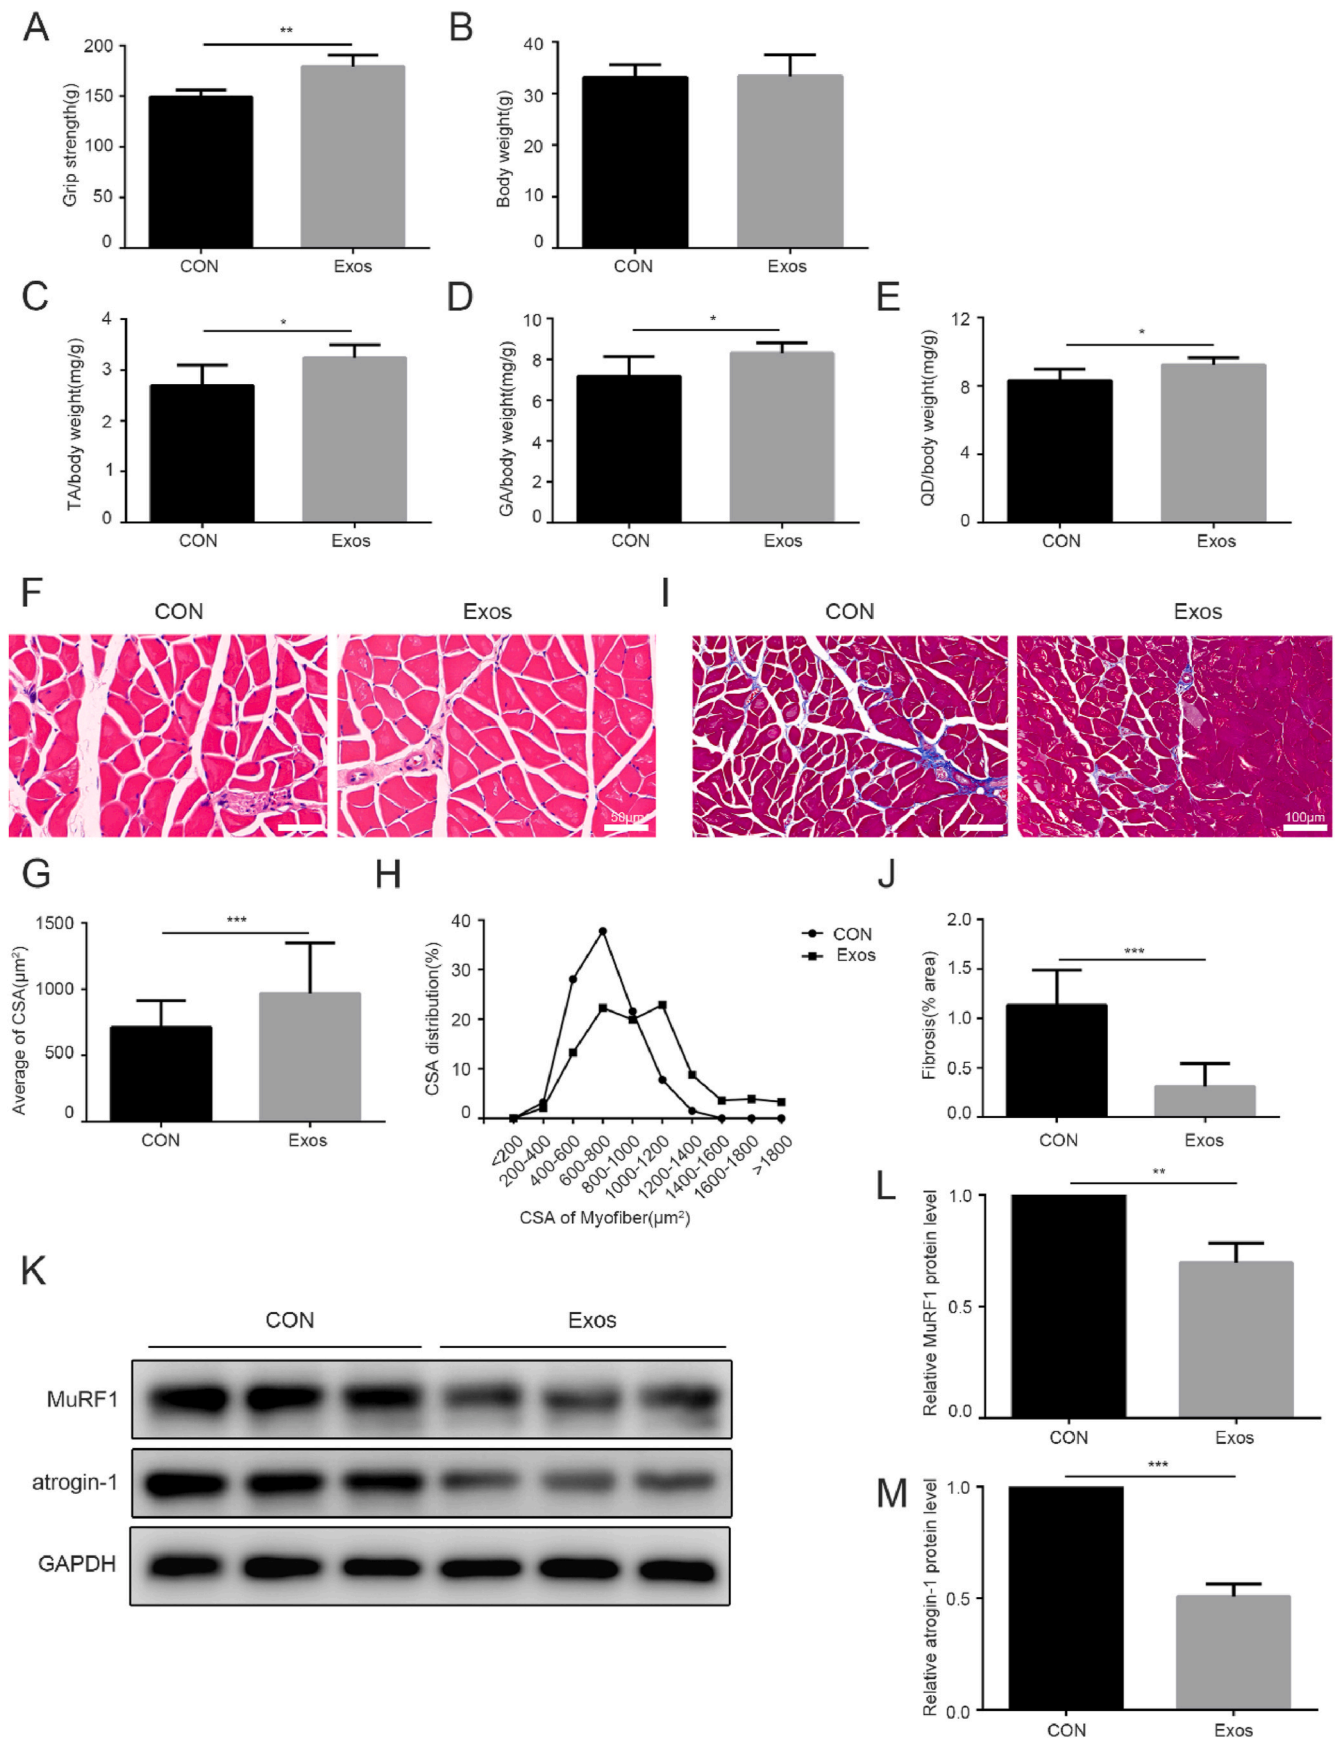 A
Grip strength(g)
200
150
100
50
0
**
CON Exos
B
Body weight(g)
40
30
20
10
0
CON Exos
C
TA/body weight(mg/g)
4
3
2
1
0
*
CON Exos
D
GA/body weight(mg/g)
10
8
6
4
2
0
*
CON Exos
E
QD/body weight(mg/g)
12
8
4
0
*
CON Exos
F
CON Exos
50μm
I
CON Exos
100μm
G
Average of CSA(μm²)
1500
1000
500
0
***
CON Exos
H
CSA distribution(%)
40
30
20
10
0
CON
Exos
<200
200-400
400-600
600-800
800-1000
1000-1200
1200-1400
1400-1600
1600-1800
>1800
CSA of Myofiber(μm²)
J
Fibrosis(% area)
2.0
1.5
1.0
0.5
0.0
***
CON Exos
K
CON Exos
MuRF1
atrogin-1
GAPDH
L
Relative MuRF1 protein level
1.0
0.5
0.0
**
CON Exos
M
Relative atrogin-1 protein level
1.0
0.5
0.0
***
CON Exos